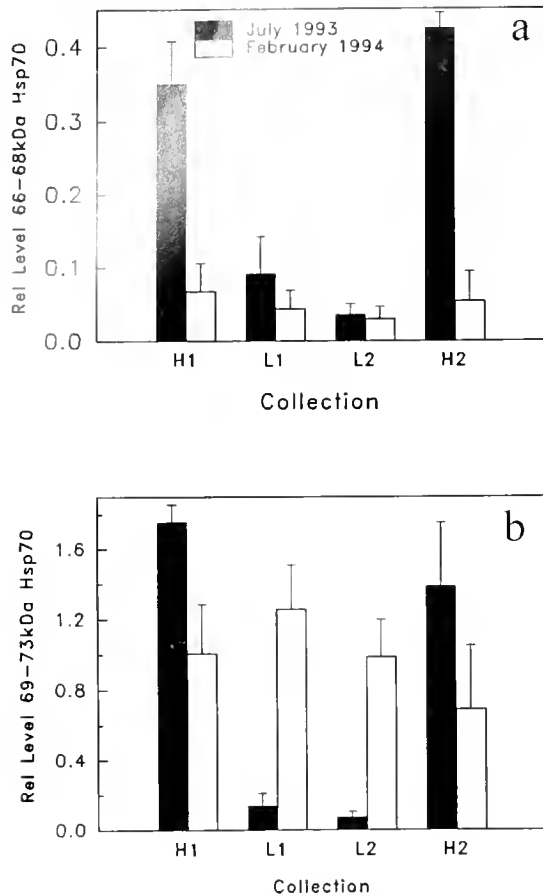 a
July 1993
February 1994
Rel Level 66-68kDa Hsp70
0.4
0.3
0.2
0.1
0.0
H1 L1 L2 H2
Collection
b
Rel Level 69-73kDa Hsp70
1.6
1.2
0.8
0.4
0.0
H1 L1 L2 H2
Collection